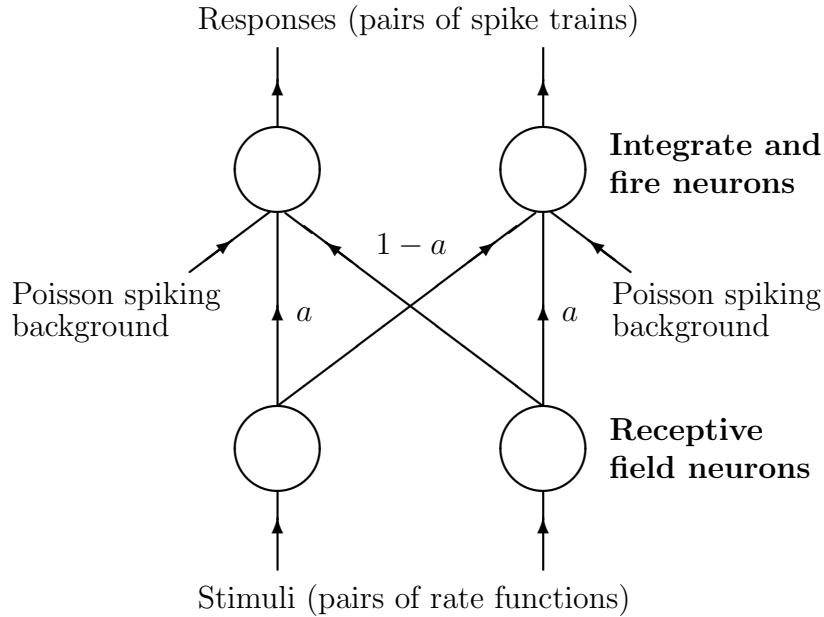 Responses (pairs of spike trains)
Integrate and
fire neurons
1 − a
Poisson spiking
background
a
a
Poisson spiking
background
Receptive
field neurons
Stimuli (pairs of rate functions)